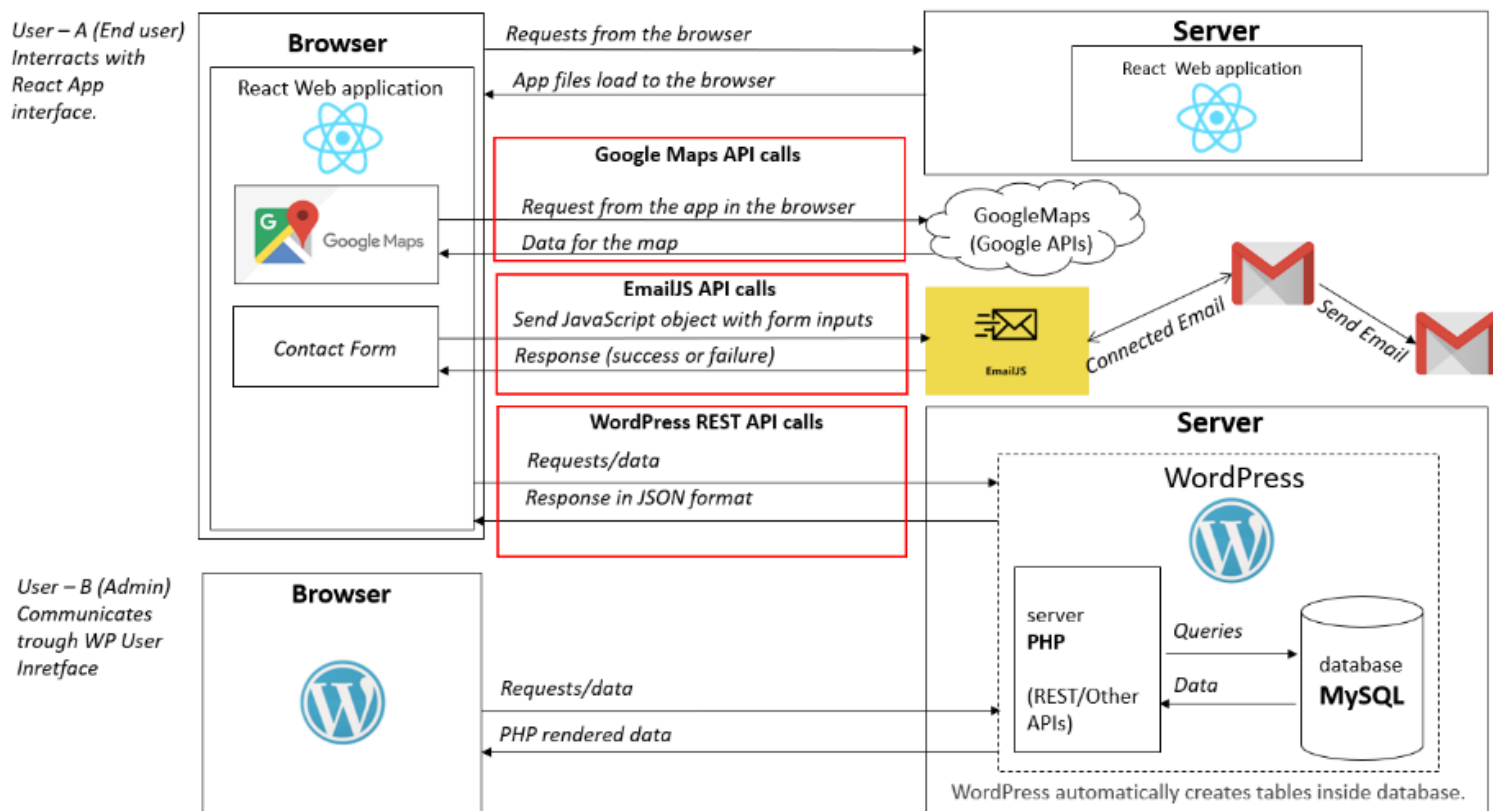 User – A (End user)
Interracts with
React App
interface.
Browser
React Web application
Google Maps
G
Contact Form
Requests from the browser
App files load to the browser
Server
React Web application
Google Maps API calls
Request from the app in the browser
Data for the map
GoogleMaps
(Google APIs)
EmailJS API calls
Send JavaScript object with form inputs
Response (success or failure)
EmailJS
Connected Email
Send Email
WordPress REST API calls
Requests/data
Response in JSON format
Server
WordPress
server
PHP
(REST/Other
APIs)
Queries
Data
database
MySQL
WordPress automatically creates tables inside database.
User – B (Admin)
Communicates
trough WP User
Inretface
Browser
Requests/data
PHP rendered data